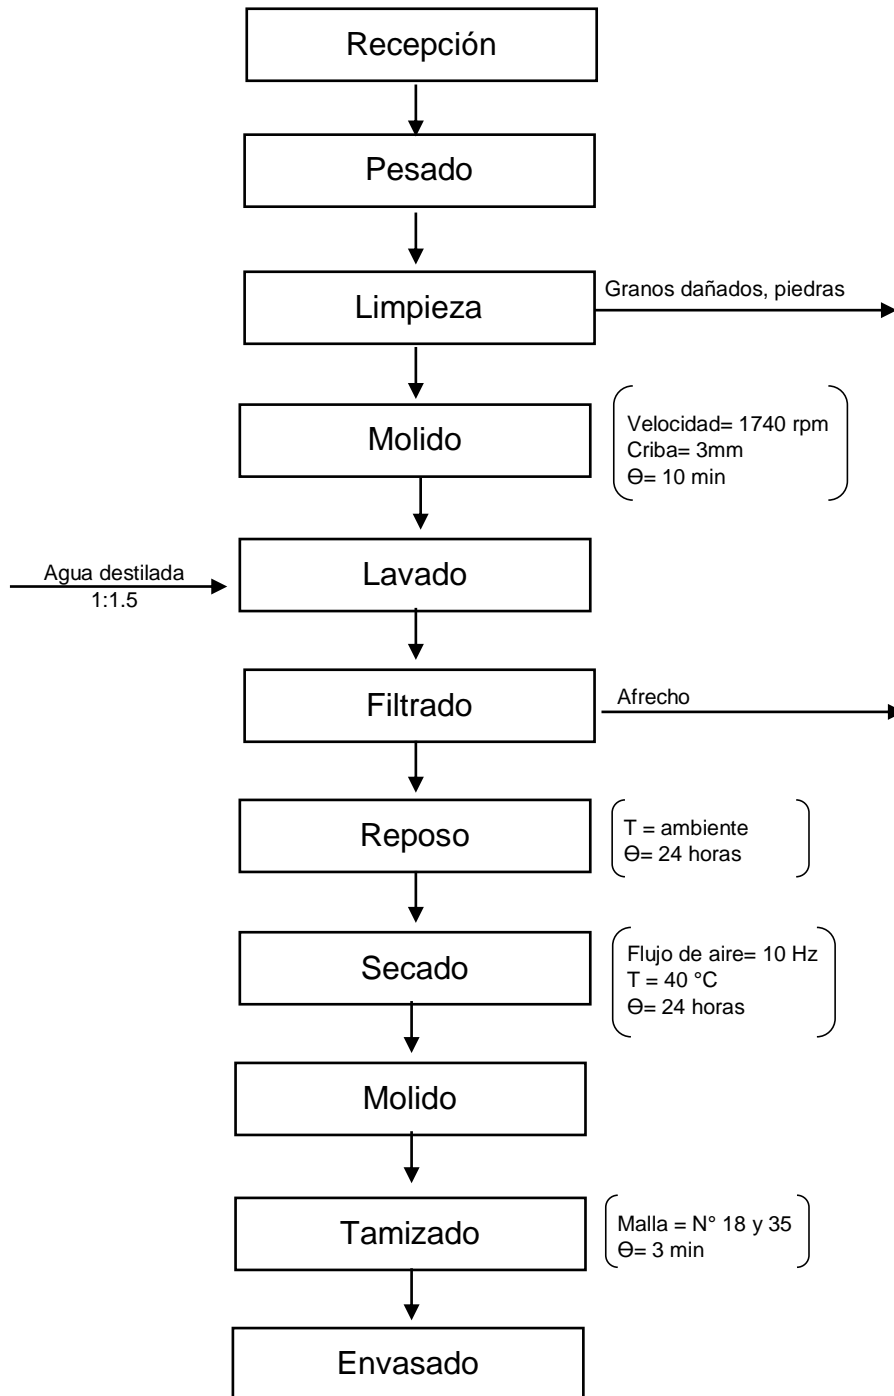 Recepción
Pesado
Limpieza
Granos dañados, piedras
Molido
Velocidad= 1740 rpm
Criba= 3mm
Ɵ= 10 min
Agua destilada
1:1.5
Lavado
Filtrado
Afrecho
Reposo
T = ambiente
Ɵ= 24 horas
Secado
Flujo de aire= 10 Hz
T = 40 °C
Ɵ= 24 horas
Molido
Tamizado
Malla = N° 18 y 35
Ɵ= 3 min
Envasado